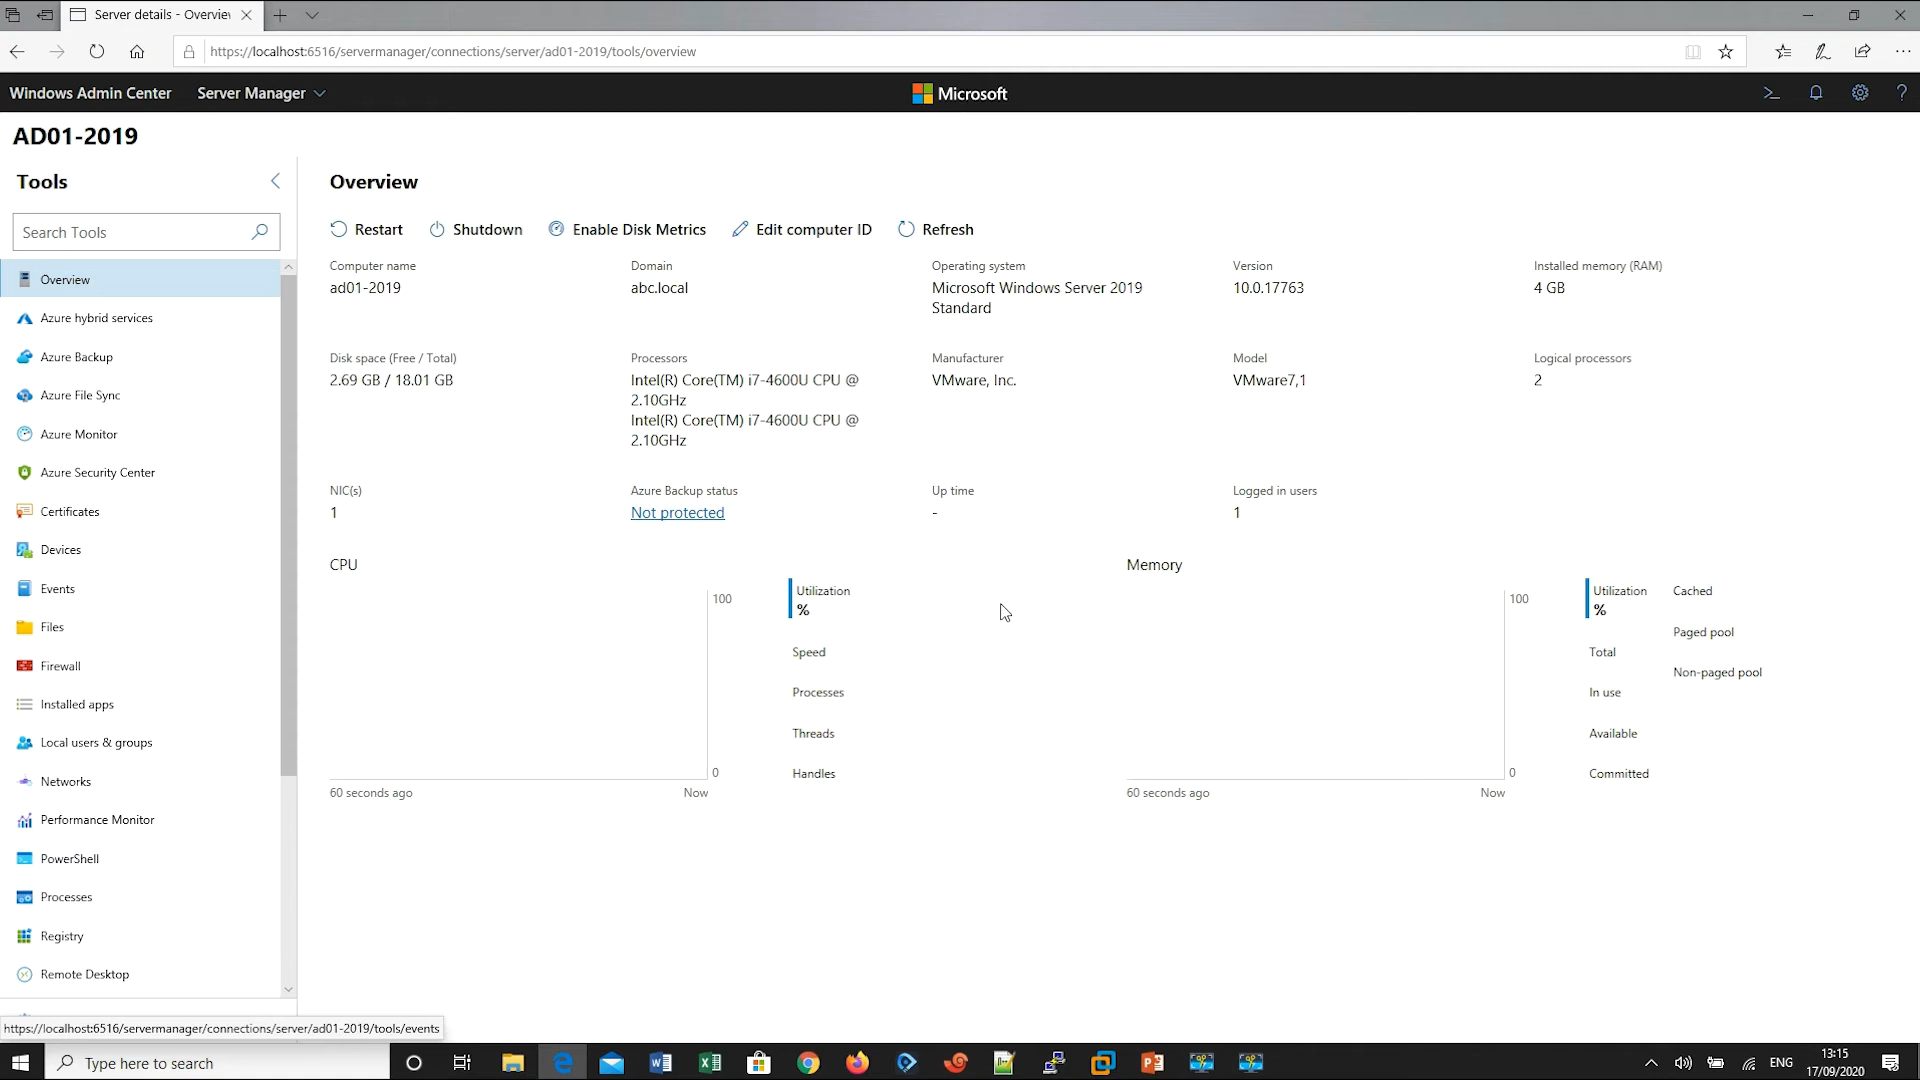 Server details - Overvie
https://localhost:6516/servermanager/connections/server/ad01-2019/tools/overview
Windows Admin Center
Server Manager
Microsoft
AD01-2019
Tools
Search Tools
Overview
Azure hybrid services
Azure Backup
Azure File Sync
Azure Monitor
Azure Security Center
Certificates
Devices
Events
Files
Firewall
Installed apps
Local users & groups
Networks
Performance Monitor
PowerShell
Processes
Registry
Remote Desktop
Overview
Restart
Shutdown
Enable Disk Metrics
Edit computer ID
Refresh
Computer name
ad01-2019
Domain
abc.local
Operating system
Microsoft Windows Server 2019
Standard
Version
10.0.17763
Installed memory (RAM)
4 GB
Disk space (Free / Total)
2.69 GB / 18.01 GB
Processors
Intel(R) Core(TM) i7-4600U CPU @
2.10GHz
Intel(R) Core(TM) i7-4600U CPU @
2.10GHz
Manufacturer
VMware, Inc.
Model
VMware7,1
Logical processors
2
NIC(s)
1
Azure Backup status
Not protected
Up time
-
Logged in users
1
CPU
100
0
60 seconds ago
Now
Utilization
%
Speed
Processes
Threads
Handles
Memory
100
0
60 seconds ago
Now
Utilization
%
Total
In use
Available
Committed
Cached
Paged pool
Non-paged pool
https://localhost:6516/servermanager/connections/server/ad01-2019/tools/events
Type here to search
ENG
13:15
17/09/2020